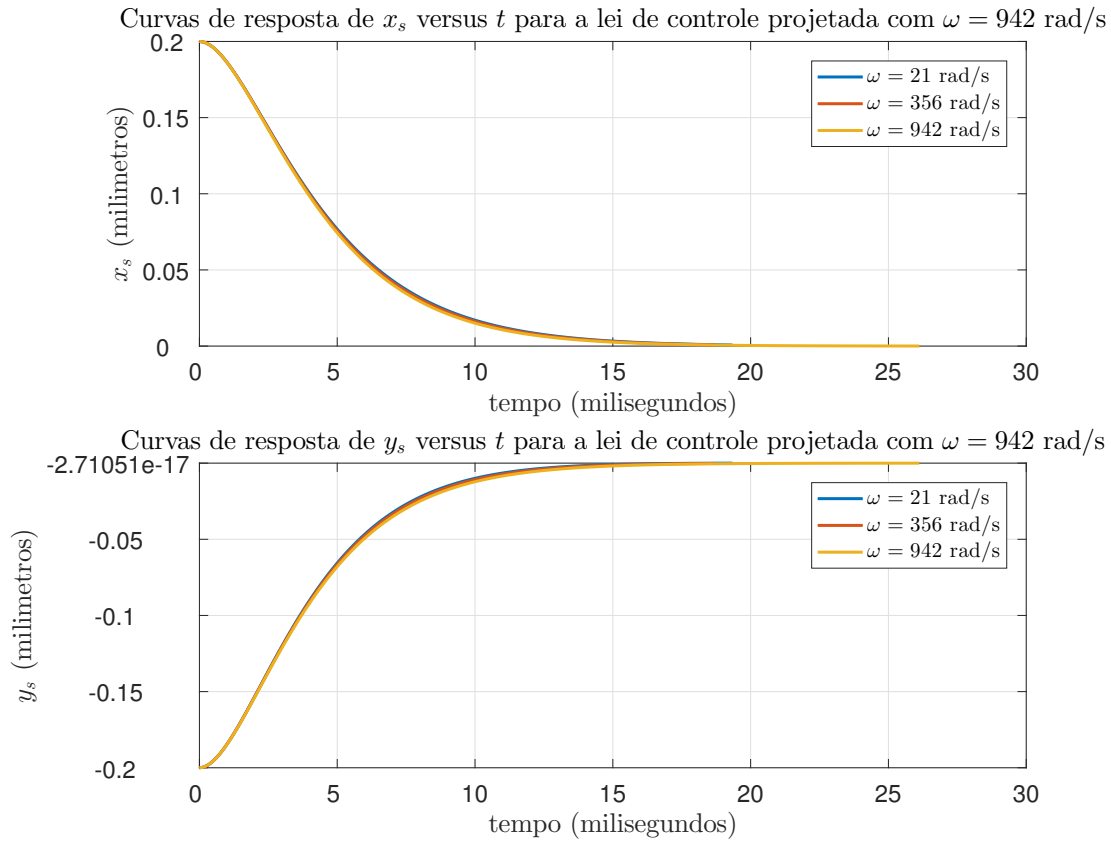 Curvas de resposta de x_s versus t para a lei de controle projetada com ω = 942 rad/s
0.2
0.15
0.1
0.05
0
x_s (milimetros)
ω = 21 rad/s
ω = 356 rad/s
ω = 942 rad/s
0 5 10 15 20 25 30
tempo (milisegundos)
Curvas de resposta de y_s versus t para a lei de controle projetada com ω = 942 rad/s
-2.71051e-17
-0.05
-0.1
-0.15
-0.2
y_s (milimetros)
ω = 21 rad/s
ω = 356 rad/s
ω = 942 rad/s
0 5 10 15 20 25 30
tempo (milisegundos)